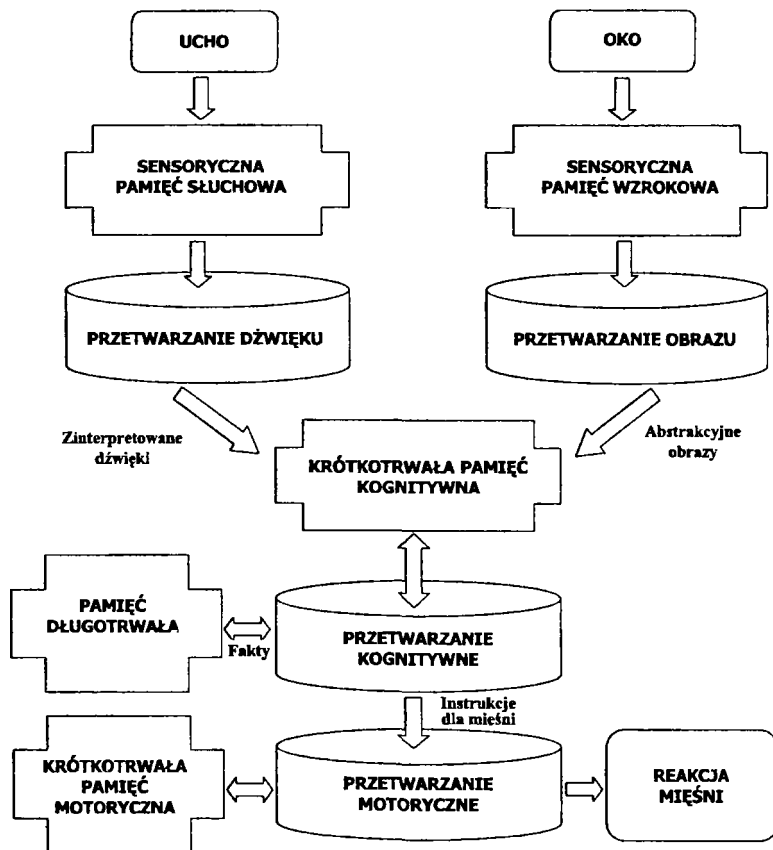 UCHO
OKO
SENSORYCZNA
PAMIĘĆ SŁUCHOWA
SENSORYCZNA
PAMIĘĆ WZROKOWA
PRZETWARZANIE DŹWIĘKU
PRZETWARZANIE OBRAZU
Zinterpretowane
dźwięki
Abstrakcyjne
obrazy
KRÓTKOTRWAŁA PAMIĘĆ
KOGNITYWNA
PAMIĘĆ
DŁUGOTRWAŁA
Fakty
PRZETWARZANIE
KOGNITYWNE
Instrukcje
dla mięśni
KRÓTKOTRWAŁA
PAMIĘĆ
MOTORYCZNA
PRZETWARZANIE
MOTORYCZNE
REAKCJA
MIĘŚNI